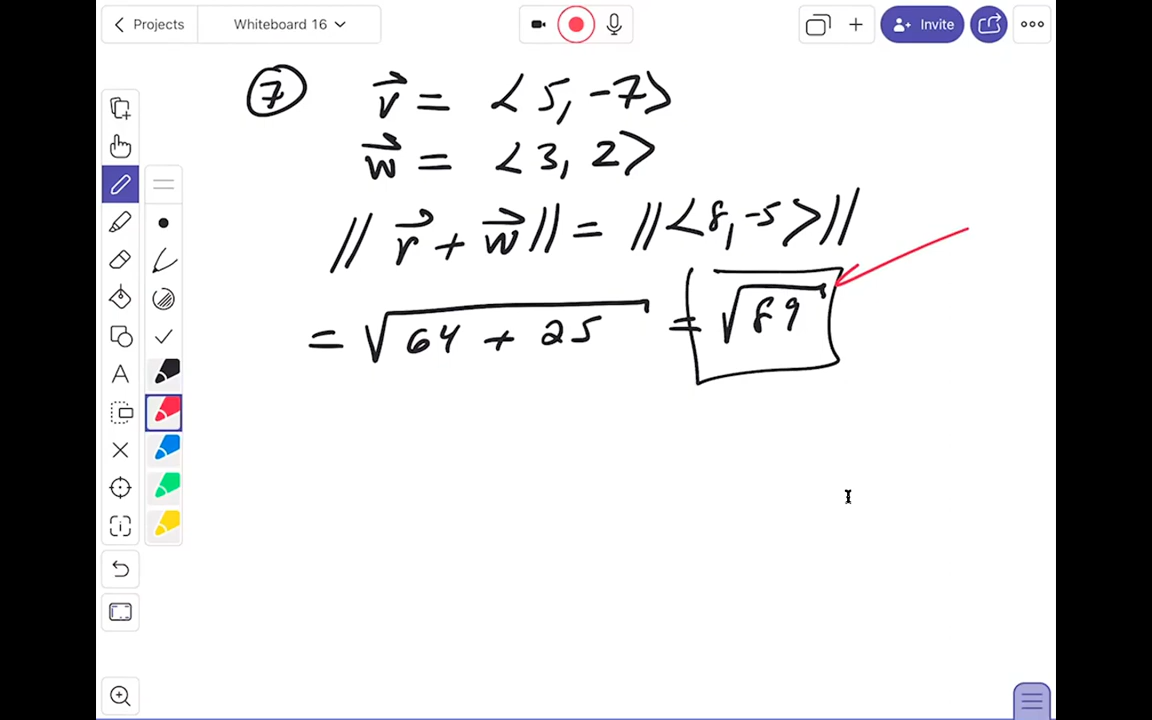 Projects
Whiteboard 16
Invite
7
v⃗ = <5, -7>
w⃗ = <3, 2>
|| v⃗ + w⃗ || = || <8, -5> ||
= √64 + 25 = √89
A